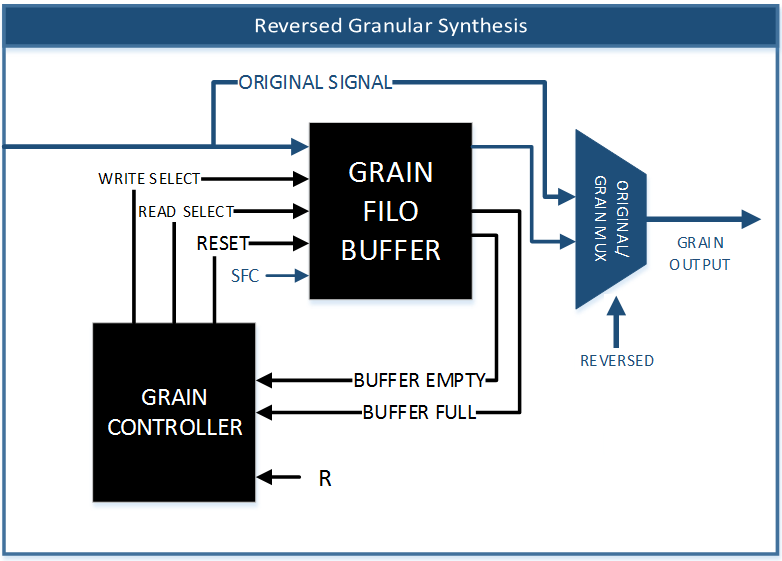 Reversed Granular Synthesis
ORIGINAL SIGNAL
GRAIN
FILO
BUFFER
WRITE SELECT
READ SELECT
RESET
SFC
ORIGINAL/
GRAIN MUX
GRAIN
OUTPUT
REVERSED
GRAIN
CONTROLLER
BUFFER EMPTY
BUFFER FULL
R